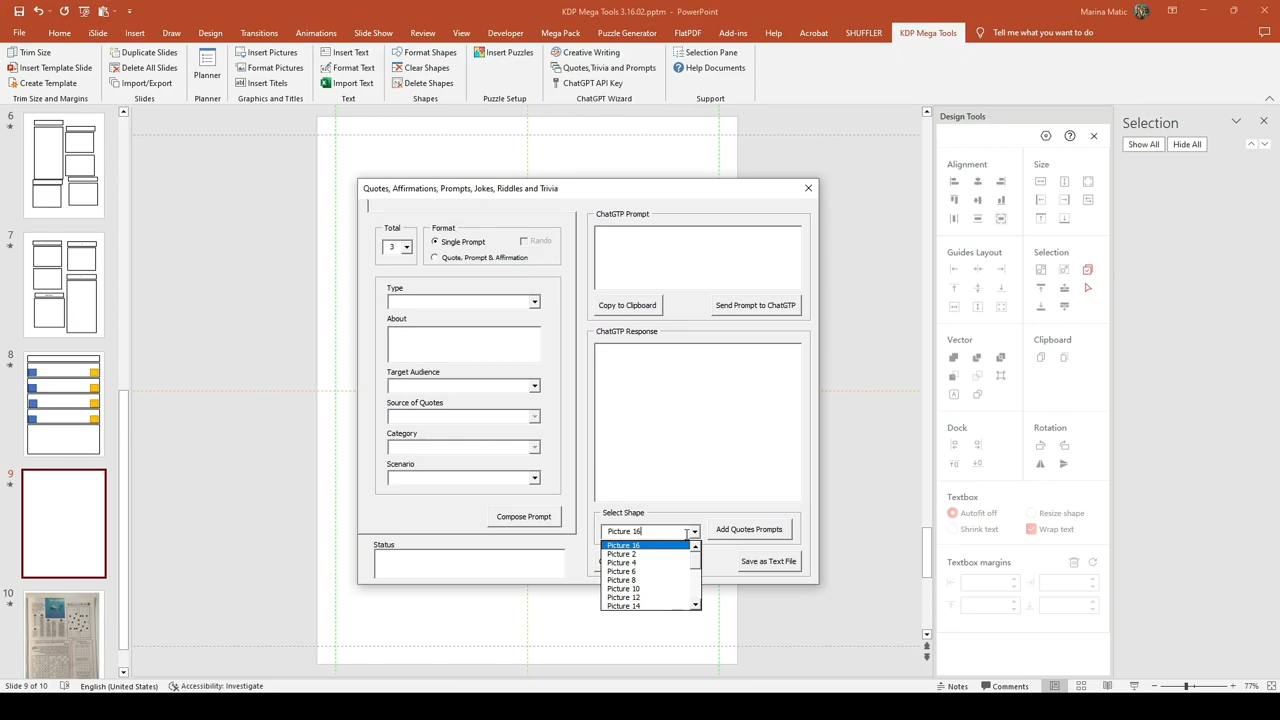 KDP Mega Tools 3.16.02.pptm - PowerPoint
Marina Matic
File Home iSlide Insert Draw Design Transitions Animations Slide Show Review View Developer Mega Pack Puzzle Generator FlatPDF Add-ins Help Acrobat SHUFFLER KDP Mega Tools Tell me what you want to do
Trim Size
Insert Template Slide
Create Template
Trim Size and Margins
Duplicate Slides
Delete All Slides
Import/Export
Slides
Planner
Planner
Insert Pictures
Format Pictures
Insert Titels
Graphics and Titles
Insert Text
Format Text
Import Text
Text
Format Shapes
Clear Shapes
Delete Shapes
Shapes
Insert Puzzles
Puzzle Setup
Creative Writing
Quotes,Trivia and Prompts
ChatGPT API Key
ChatGPT Wizard
Selection Pane
Help Documents
Support
6
7
8
9
10
Quotes, Affirmations, Prompts, Jokes, Riddles and Trivia
Total
3
Format
Single Prompt
Rando
Quote, Prompt & Affirmation
Type
About
Target Audience
Source of Quotes
Category
Scenario
Compose Prompt
Status
ChatGTP Prompt
Copy to Clipboard
Send Prompt to ChatGTP
ChatGTP Response
Select Shape
Picture 16
Add Quotes Prompts
Picture 16
Picture 2
Picture 4
Picture 6
Picture 8
Picture 10
Picture 12
Picture 14
Save as Text File
Design Tools
Alignment
Size
Guides Layout
Selection
Vector
Clipboard
Dock
Rotation
Textbox
Autofit off
Resize shape
Shrink text
Wrap text
Textbox margins
Selection
Show All
Hide All
Slide 9 of 10
English (United States)
Accessibility: Investigate
Notes
Comments
77%